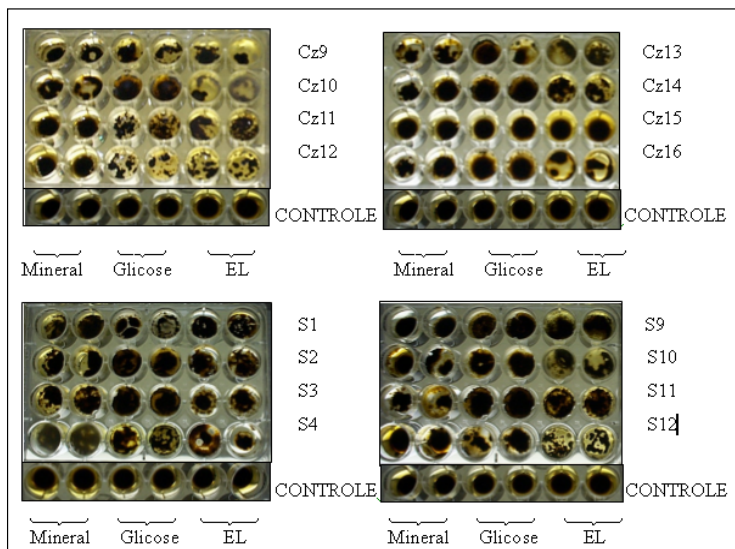 Cz9
Cz10
Cz11
Cz12
CONTROLE
Mineral Glicose EL
Cz13
Cz14
Cz15
Cz16
CONTROLE
Mineral Glicose EL
S1
S2
S3
S4
CONTROLE
Mineral Glicose EL
S9
S10
S11
S12
CONTROLE
Mineral Glicose EL